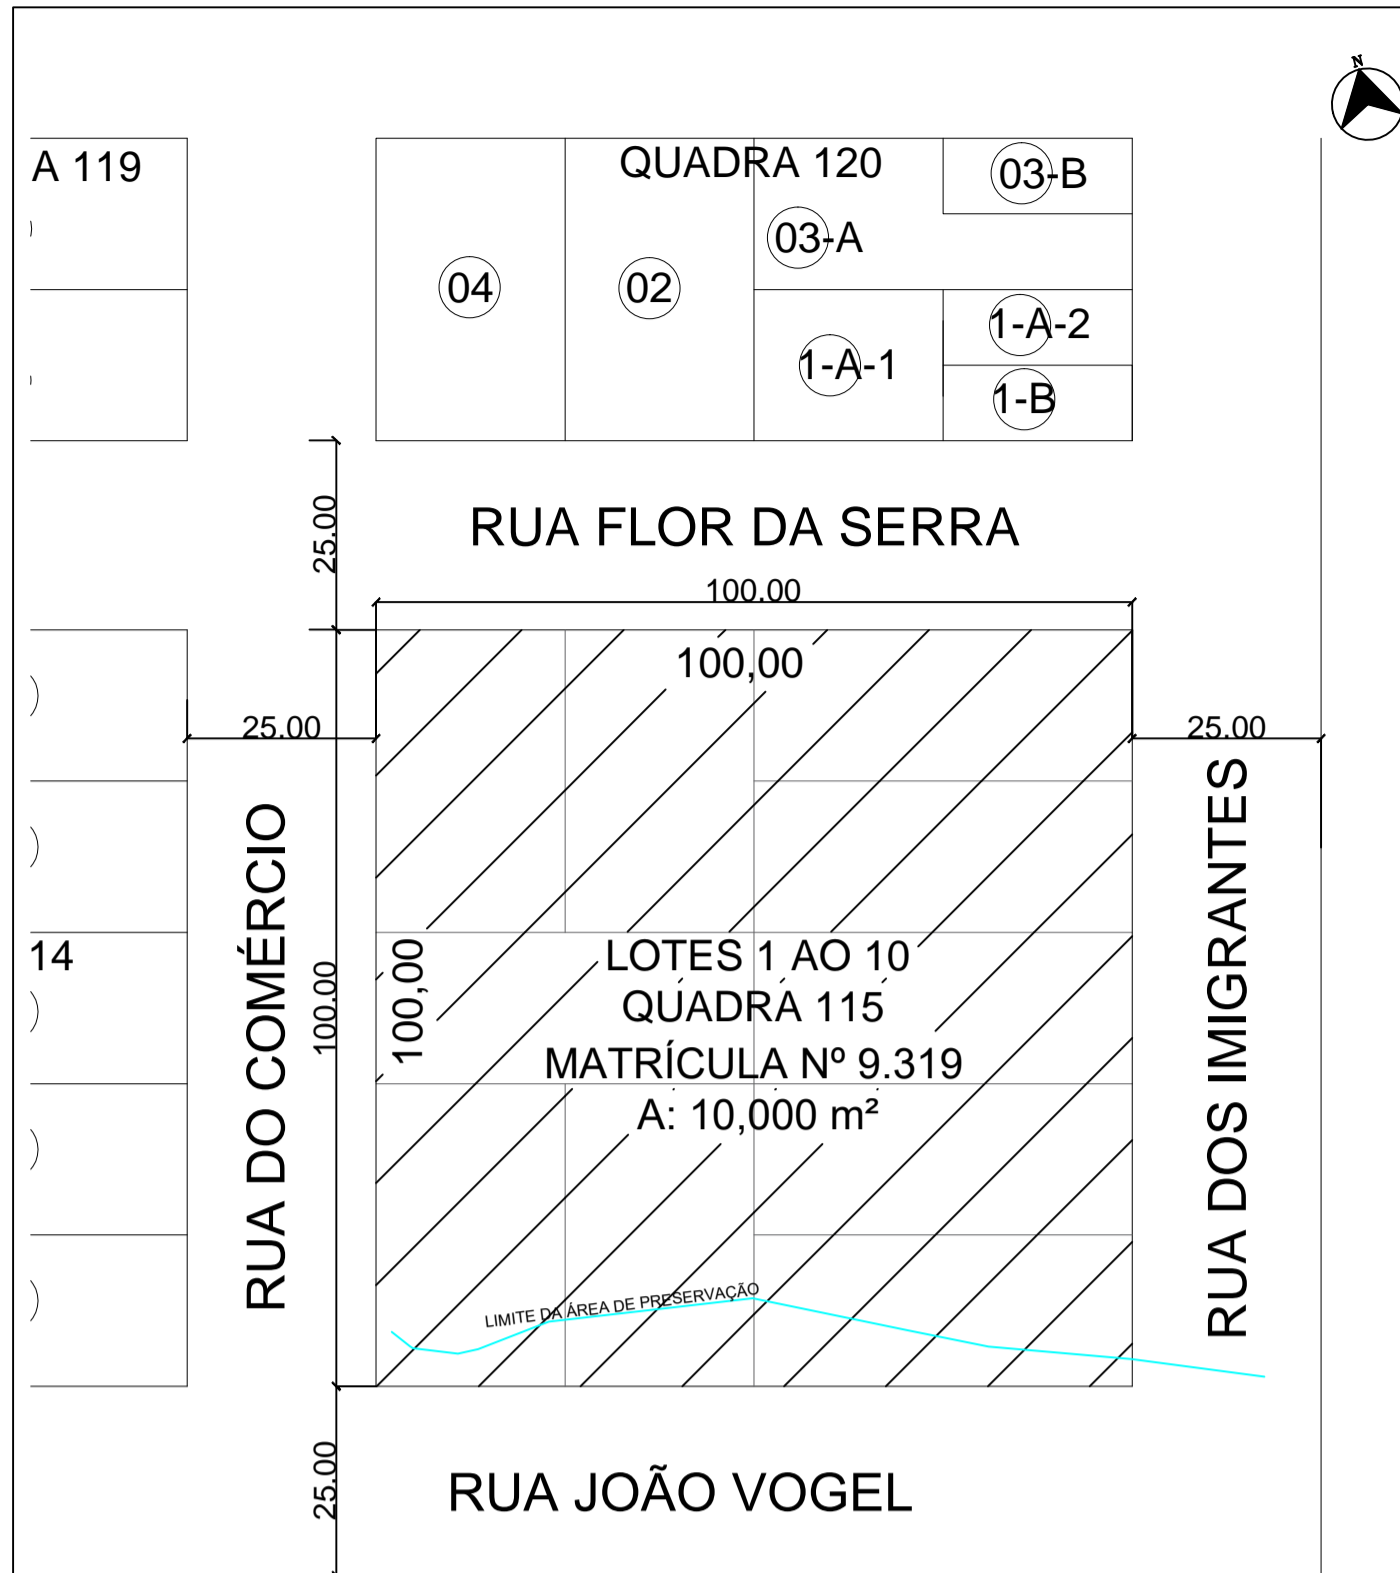 N
A 119
QUADRA 120
03-B
03-A
04
02
1-A-2
1-A-1
1-B
25.00
RUA FLOR DA SERRA
100.00
100,00
25.00
25.00
RUA DO COMÉRCIO
100.00
100,00
14
LOTES 1 AO 10
QUADRA 115
MATRÍCULA Nº 9.319
A: 10,000 m²
RUA DOS IMIGRANTES
LIMITE DA ÁREA DE PRESERVAÇÃO
25.00
RUA JOÃO VOGEL